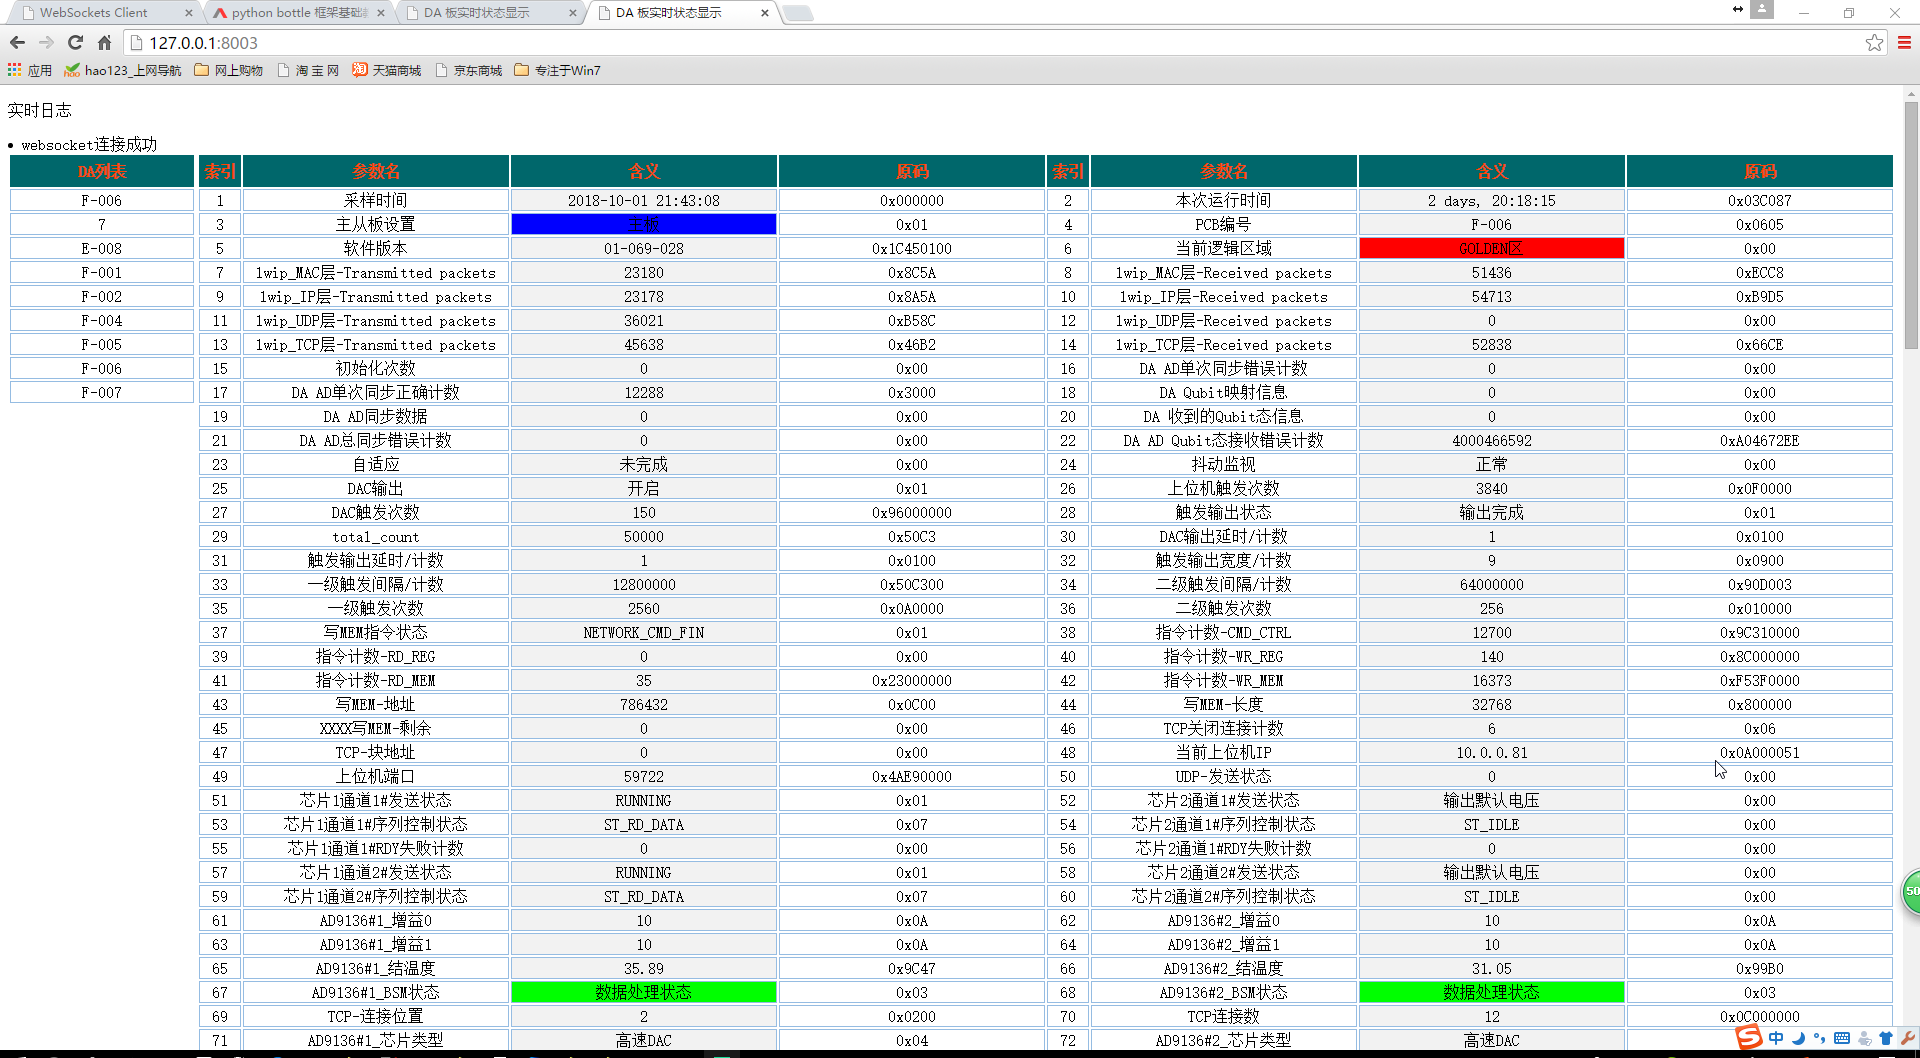 WebSockets Client
python bottle 框架基础
DA 板实时状态显示
DA 板实时状态显示
127.0.0.1:8003
应用 hao123_上网导航 网上购物 淘 宝 网 天猫商城 京东商城 专注于Win7
实时日志
websocket连接成功
DA列表 索引 参数名 含义 原码 索引 参数名 含义 原码
F-006 1 采样时间 2018-10-01 21:43:08 0x000000 2 本次运行时间 2 days, 20:18:15 0x03C087
7 3 主从板设置 主板 0x01 4 PCB编号 F-006 0x0605
E-008 5 软件版本 01-069-028 0x1C450100 6 当前逻辑区域 GOLDEN区 0x00
F-001 7 lwip_MAC层-Transmitted packets 23180 0x8C5A 8 lwip_MAC层-Received packets 51436 0xECC8
F-002 9 lwip_IP层-Transmitted packets 23178 0x8A5A 10 lwip_IP层-Received packets 54713 0xB9D5
F-004 11 lwip_UDP层-Transmitted packets 36021 0xB58C 12 lwip_UDP层-Received packets 0 0x00
F-005 13 lwip_TCP层-Transmitted packets 45638 0x46B2 14 lwip_TCP层-Received packets 52838 0x66CE
F-006 15 初始化次数 0 0x00 16 DA AD单次同步错误计数 0 0x00
F-007 17 DA AD单次同步正确计数 12288 0x3000 18 DA Qubit映射信息 0 0x00
19 DA AD同步数据 0 0x00 20 DA 收到的Qubit态信息 0 0x00
21 DA AD总同步错误计数 0 0x00 22 DA AD Qubit态接收错误计数 4000466592 0xA04672EE
23 自适应 未完成 0x00 24 抖动监视 正常 0x00
25 DAC输出 开启 0x01 26 上位机触发次数 3840 0x0F0000
27 DAC触发次数 150 0x96000000 28 触发输出状态 输出完成 0x01
29 total_count 50000 0x50C3 30 DAC输出延时/计数 1 0x0100
31 触发输出延时/计数 1 0x0100 32 触发输出宽度/计数 9 0x0900
33 一级触发间隔/计数 12800000 0x50C300 34 二级触发间隔/计数 64000000 0x90D003
35 一级触发次数 2560 0x0A0000 36 二级触发次数 256 0x010000
37 写MEM指令状态 NETWORK_CMD_FIN 0x01 38 指令计数-CMD_CTRL 12700 0x9C310000
39 指令计数-RD_REG 0 0x00 40 指令计数-WR_REG 140 0x8C000000
41 指令计数-RD_MEM 35 0x23000000 42 指令计数-WR_MEM 16373 0xF53F0000
43 写MEM-地址 786432 0x0C00 44 写MEM-长度 32768 0x800000
45 XXXX写MEM-剩余 0 0x00 46 TCP关闭连接计数 6 0x06
47 TCP-块地址 0 0x00 48 当前上位机IP 10.0.0.81 0x0A000051
49 上位机端口 59722 0x4AE90000 50 UDP-发送状态 0 0x00
51 芯片1通道1#发送状态 RUNNING 0x01 52 芯片2通道1#发送状态 输出默认电压 0x00
53 芯片1通道1#序列控制状态 ST_RD_DATA 0x07 54 芯片2通道1#序列控制状态 ST_IDLE 0x00
55 芯片1通道1#RDY失败计数 0 0x00 56 芯片2通道1#RDY失败计数 0 0x00
57 芯片1通道2#发送状态 RUNNING 0x01 58 芯片2通道2#发送状态 输出默认电压 0x00
59 芯片1通道2#序列控制状态 ST_RD_DATA 0x07 60 芯片2通道2#序列控制状态 ST_IDLE 0x00
61 AD9136#1_增益0 10 0x0A 62 AD9136#2_增益0 10 0x0A
63 AD9136#1_增益1 10 0x0A 64 AD9136#2_增益1 10 0x0A
65 AD9136#1_结温度 35.89 0x9C47 66 AD9136#2_结温度 31.05 0x99B0
67 AD9136#1_BSM状态 数据处理状态 0x03 68 AD9136#2_BSM状态 数据处理状态 0x03
69 TCP-连接位置 2 0x0200 70 TCP连接数 12 0x0C000000
71 AD9136#1_芯片类型 高速DAC 0x04 72 AD9136#2_芯片类型 高速DAC
中
50